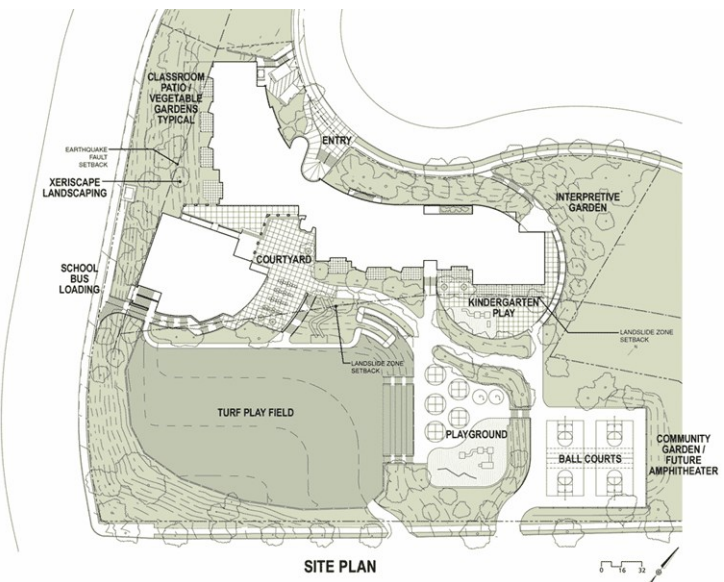 CLASSROOM
PATIO /
VEGETABLE
GARDENS
TYPICAL
ENTRY
EARTHQUAKE
FAULT
SETBACK
XERISCAPE
LANDSCAPING
INTERPRETIVE
GARDEN
SCHOOL
BUS
LOADING
COURTYARD
KINDERGARTEN
PLAY
LANDSLIDE ZONE
SETBACK
LANDSLIDE ZONE
SETBACK
TURF PLAY FIELD
PLAYGROUND
BALL COURTS
COMMUNITY
GARDEN /
FUTURE
AMPHITHEATER
SITE PLAN
0 16 32